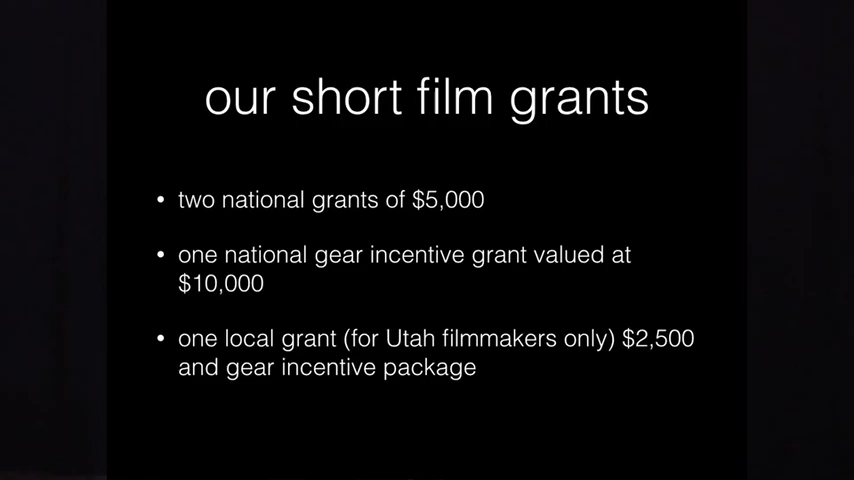 our short film grants
• two national grants of $5,000
• one national gear incentive grant valued at
$10,000
• one local grant (for Utah filmmakers only) $2,500
and gear incentive package